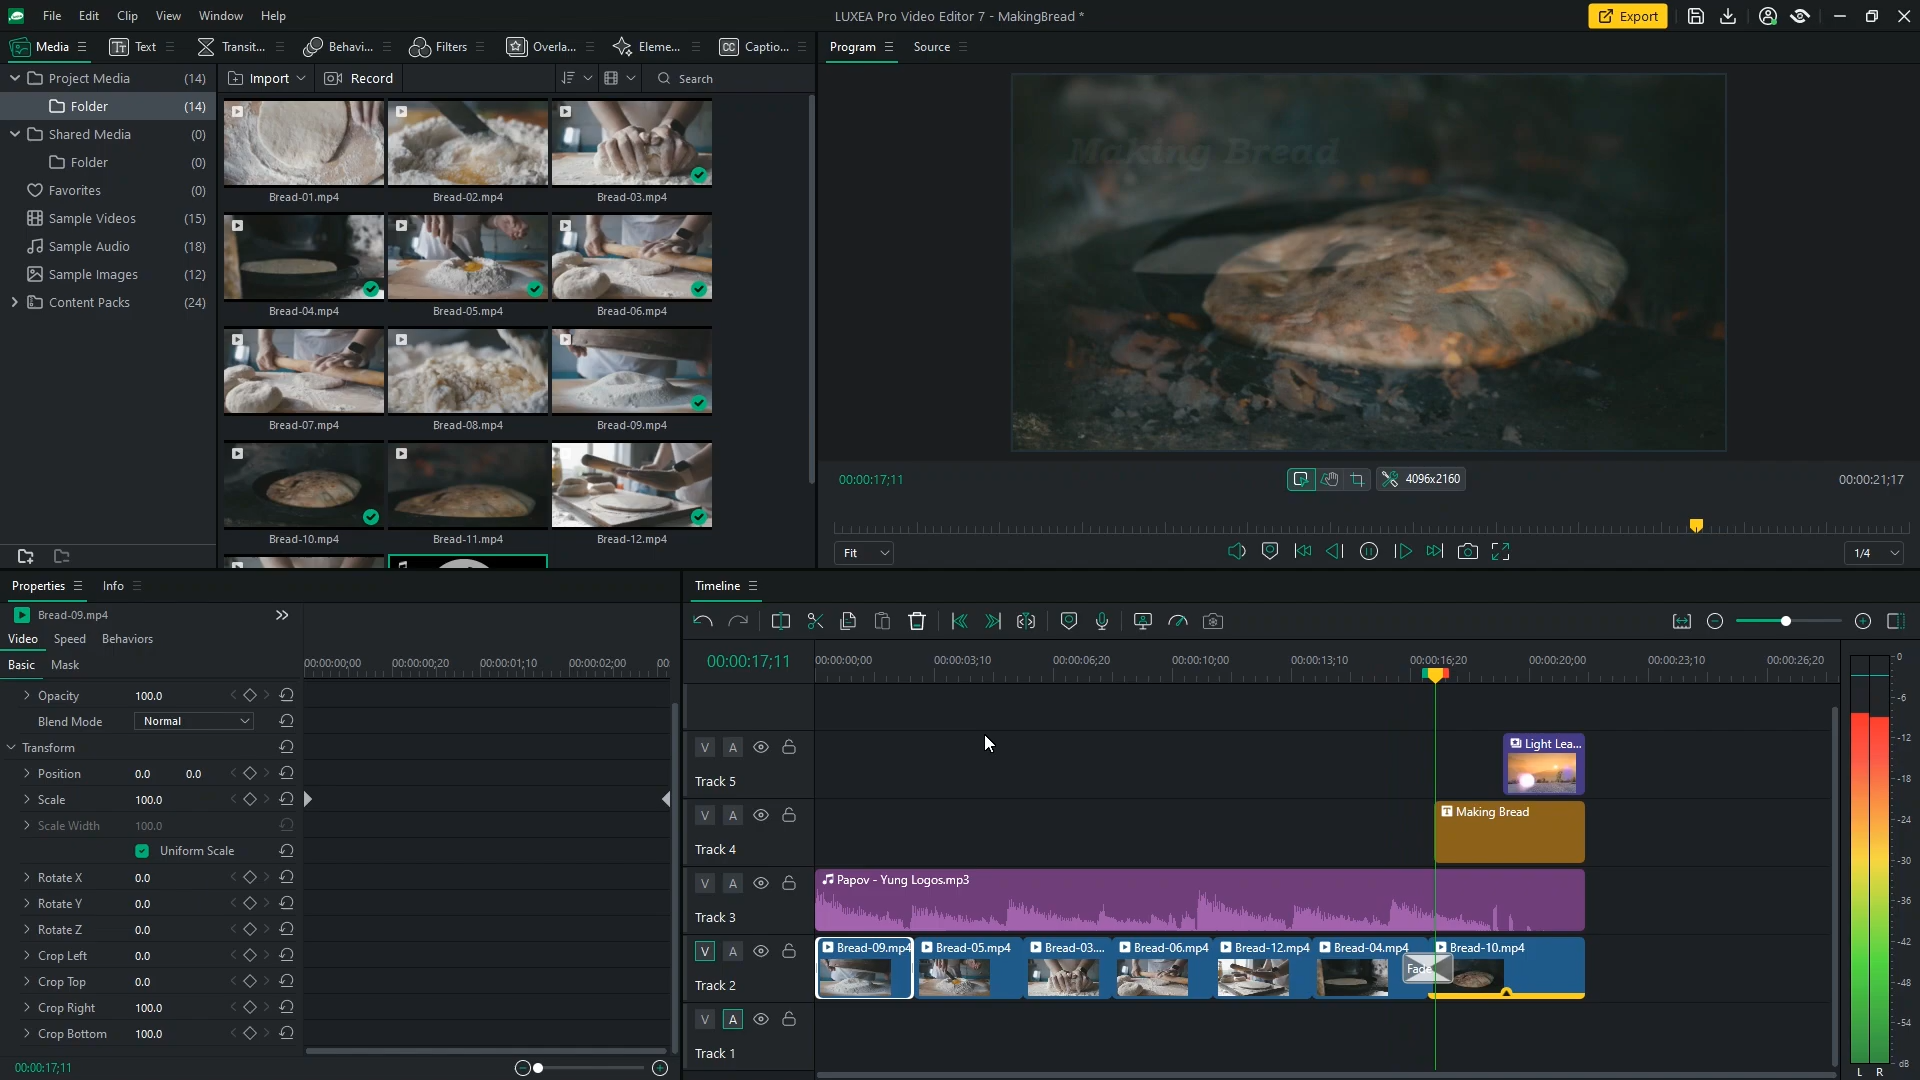 File Edit Clip View Window Help
LUXEA Pro Video Editor 7 - MakingBread *
Export
Media Text Transit... Behavi... Filters Overla... Eleme... CC Captio...
Program Source
Project Media (14)
Folder (14)
Shared Media (0)
Folder (0)
Favorites (0)
Sample Videos (15)
Sample Audio (18)
Sample Images (12)
Content Packs (24)
Import Record Search
Bread-01.mp4 Bread-02.mp4 Bread-03.mp4
Bread-04.mp4 Bread-05.mp4 Bread-06.mp4
Bread-07.mp4 Bread-08.mp4 Bread-09.mp4
Bread-10.mp4 Bread-11.mp4 Bread-12.mp4
Making Bread
00:00:17;11 4096x2160 00:00:21;17
Fit 1/4
Properties Info
Bread-09.mp4
Video Speed Behaviors
Basic Mask
00:00:00;00 00:00:00;20 00:00:01;10 00:00:02;00 00:
Opacity 100.0
Blend Mode Normal
Transform
Position 0.0 0.0
Scale 100.0
Scale Width 100.0
Uniform Scale
Rotate X 0.0
Rotate Y 0.0
Rotate Z 0.0
Crop Left 0.0
Crop Top 0.0
Crop Right 100.0
Crop Bottom 100.0
00:00:17;11
Timeline
00:00:17;11
00:00:00;00 00:00:03;10 00:00:06;20 00:00:10;00 00:00:13;10 00:00:16;20 00:00:20;00 00:00:23;10 00:00:26;20
V A Light Lea...
Track 5
V A T Making Bread
Track 4
V A Papov - Yung Logos.mp3
Track 3
V A Bread-09.mp4 Bread-05.mp4 Bread-03.... Bread-06.mp4 Bread-12.mp4 Bread-04.mp4 Bread-10.mp4
Fade
Track 2
V A
Track 1
-0
-6
-12
-18
-24
-30
-36
-42
-48
-54
dB
L R